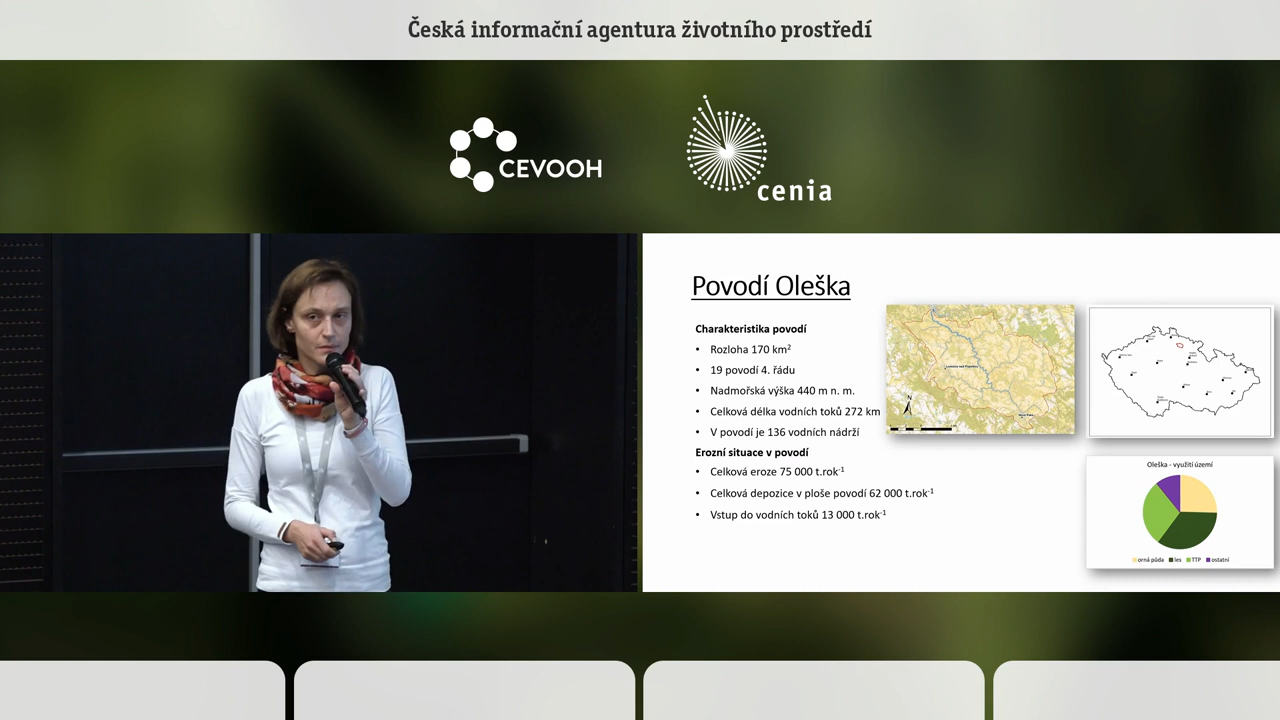 Česká informační agentura životního prostředí
CEVOOH
cenia
Povodí Oleška
Charakteristika povodí
• Rozloha 170 km²
• 19 povodí 4. řádu
• Nadmořská výška 440 m n. m.
• Celková délka vodních toků 272 km
• V povodí je 136 vodních nádrží
Erozní situace v povodí
• Celková eroze 75 000 t.rok⁻¹
• Celková depozice v ploše povodí 62 000 t.rok⁻¹
• Vstup do vodních toků 13 000 t.rok⁻¹
N
Oleška - využití území
orná půda les TTP ostatní